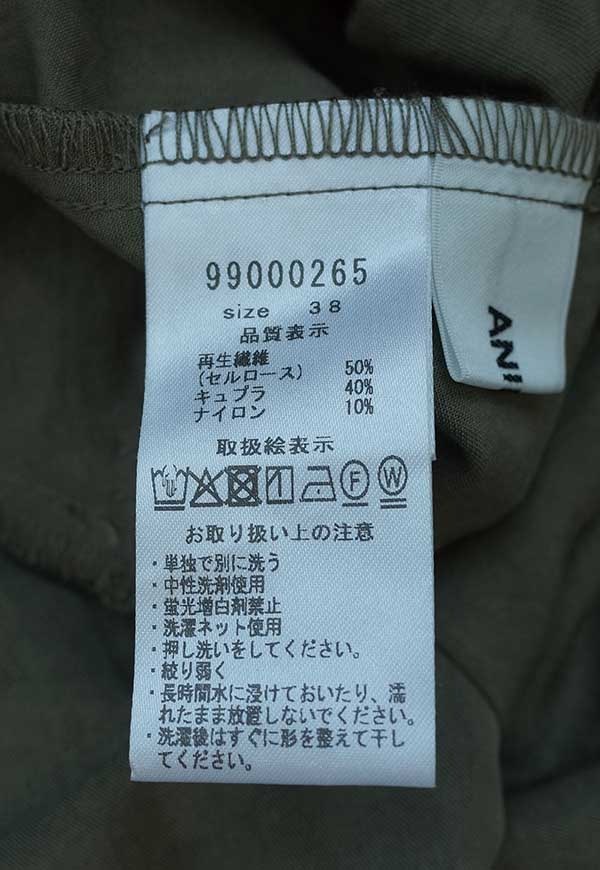 99000265
size 38
品質表示
再生繊維
(セルロース) 50%
キュプラ 40%
ナイロン 10%
取扱絵表示
F W
お取り扱い上の注意
・単独で別に洗う
・中性洗剤使用
・蛍光増白剤禁止
・洗濯ネット使用
・押し洗いをしてください。
・絞り弱く
・長時間水に浸けておいたり、濡
れたまま放置しないでください。
・洗濯後はすぐに形を整えて干し
てください。
AN